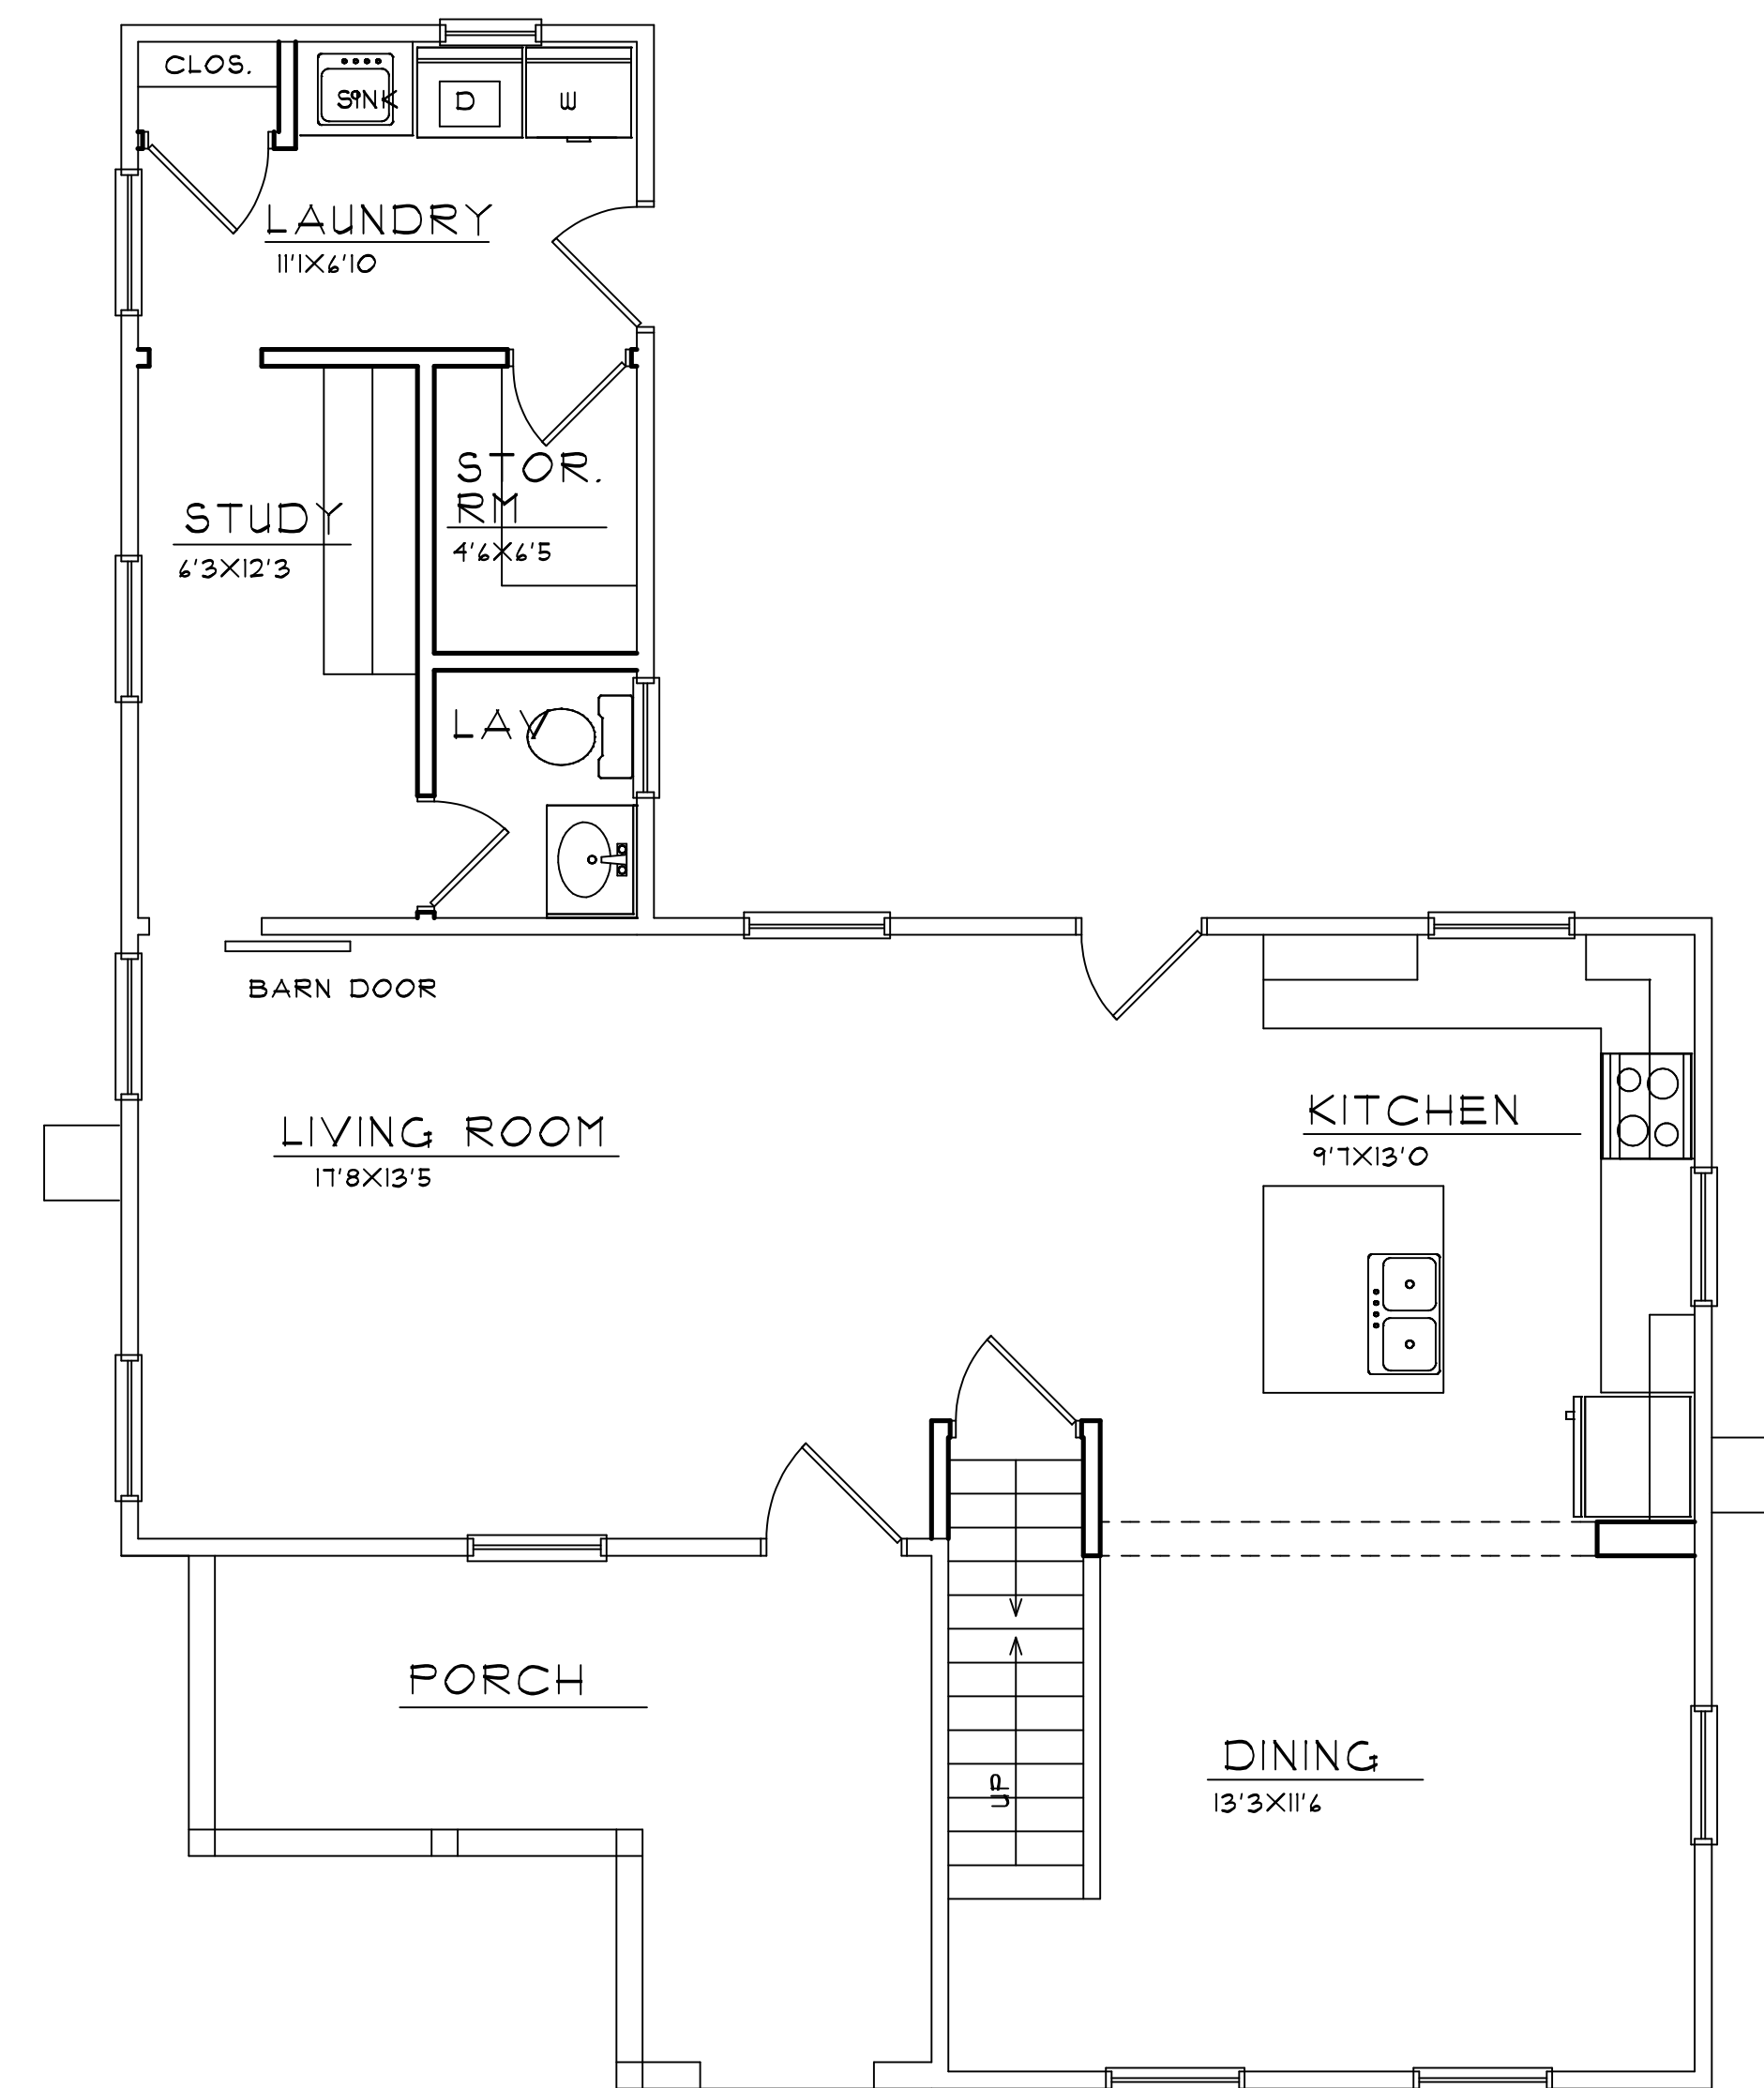 CLOS.
SINK
D
W
LAUNDRY
11'1X6'10
STOR.
RM
4'6X6'5
STUDY
6'3X12'3
LAV
BARN DOOR
LIVING ROOM
17'8X13'5
KITCHEN
9'7X13'0
PORCH
UP
DINING
13'3X11'6